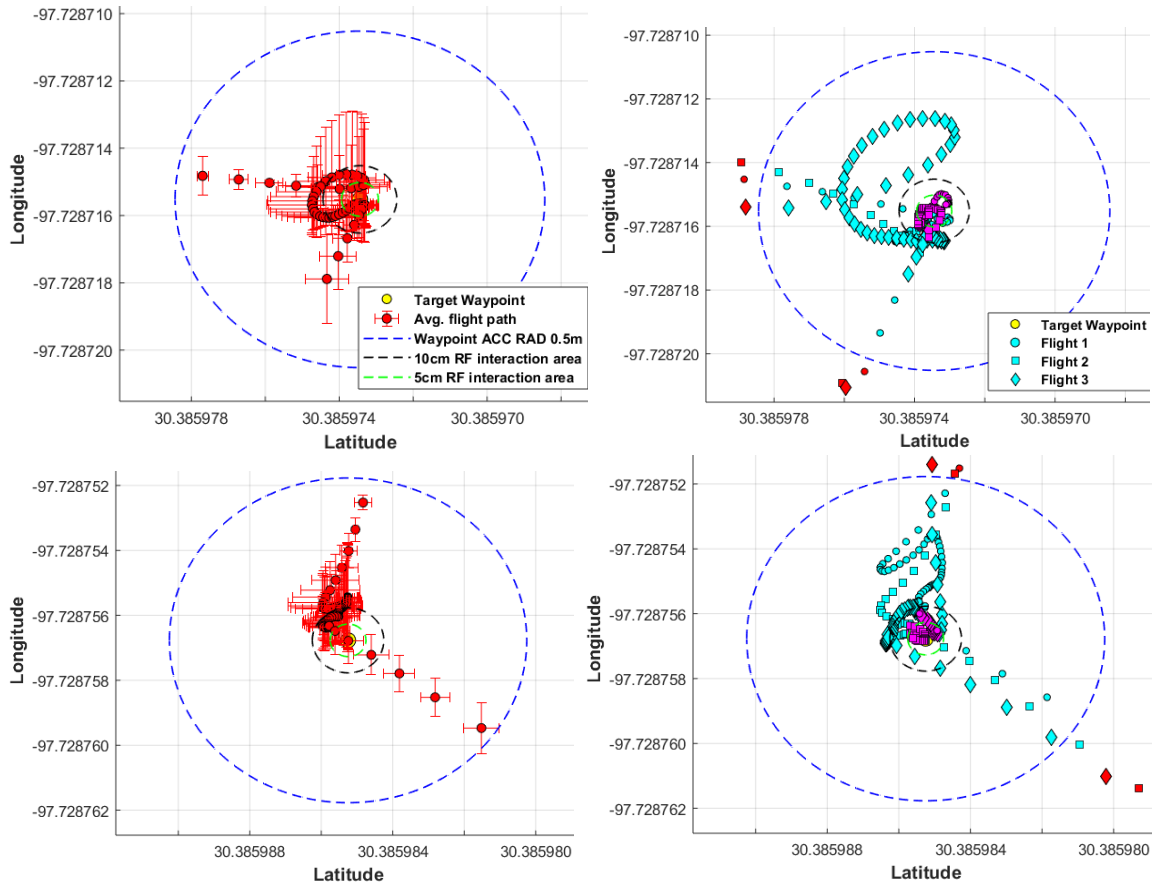 -97.728710
-97.728712
-97.728714
-97.728716
-97.728718
-97.728720
Longitude
30.385978
30.385974
30.385970
Latitude
Target Waypoint
Avg. flight path
Waypoint ACC RAD 0.5m
10cm RF interaction area
5cm RF interaction area
-97.728710
-97.728712
-97.728714
-97.728716
-97.728718
-97.728720
Longitude
30.385978
30.385974
30.385970
Latitude
Target Waypoint
Flight 1
Flight 2
Flight 3
-97.728752
-97.728754
-97.728756
-97.728758
-97.728760
-97.728762
Longitude
30.385988
30.385984
30.385980
Latitude
-97.728752
-97.728754
-97.728756
-97.728758
-97.728760
-97.728762
Longitude
30.385988
30.385984
30.385980
Latitude